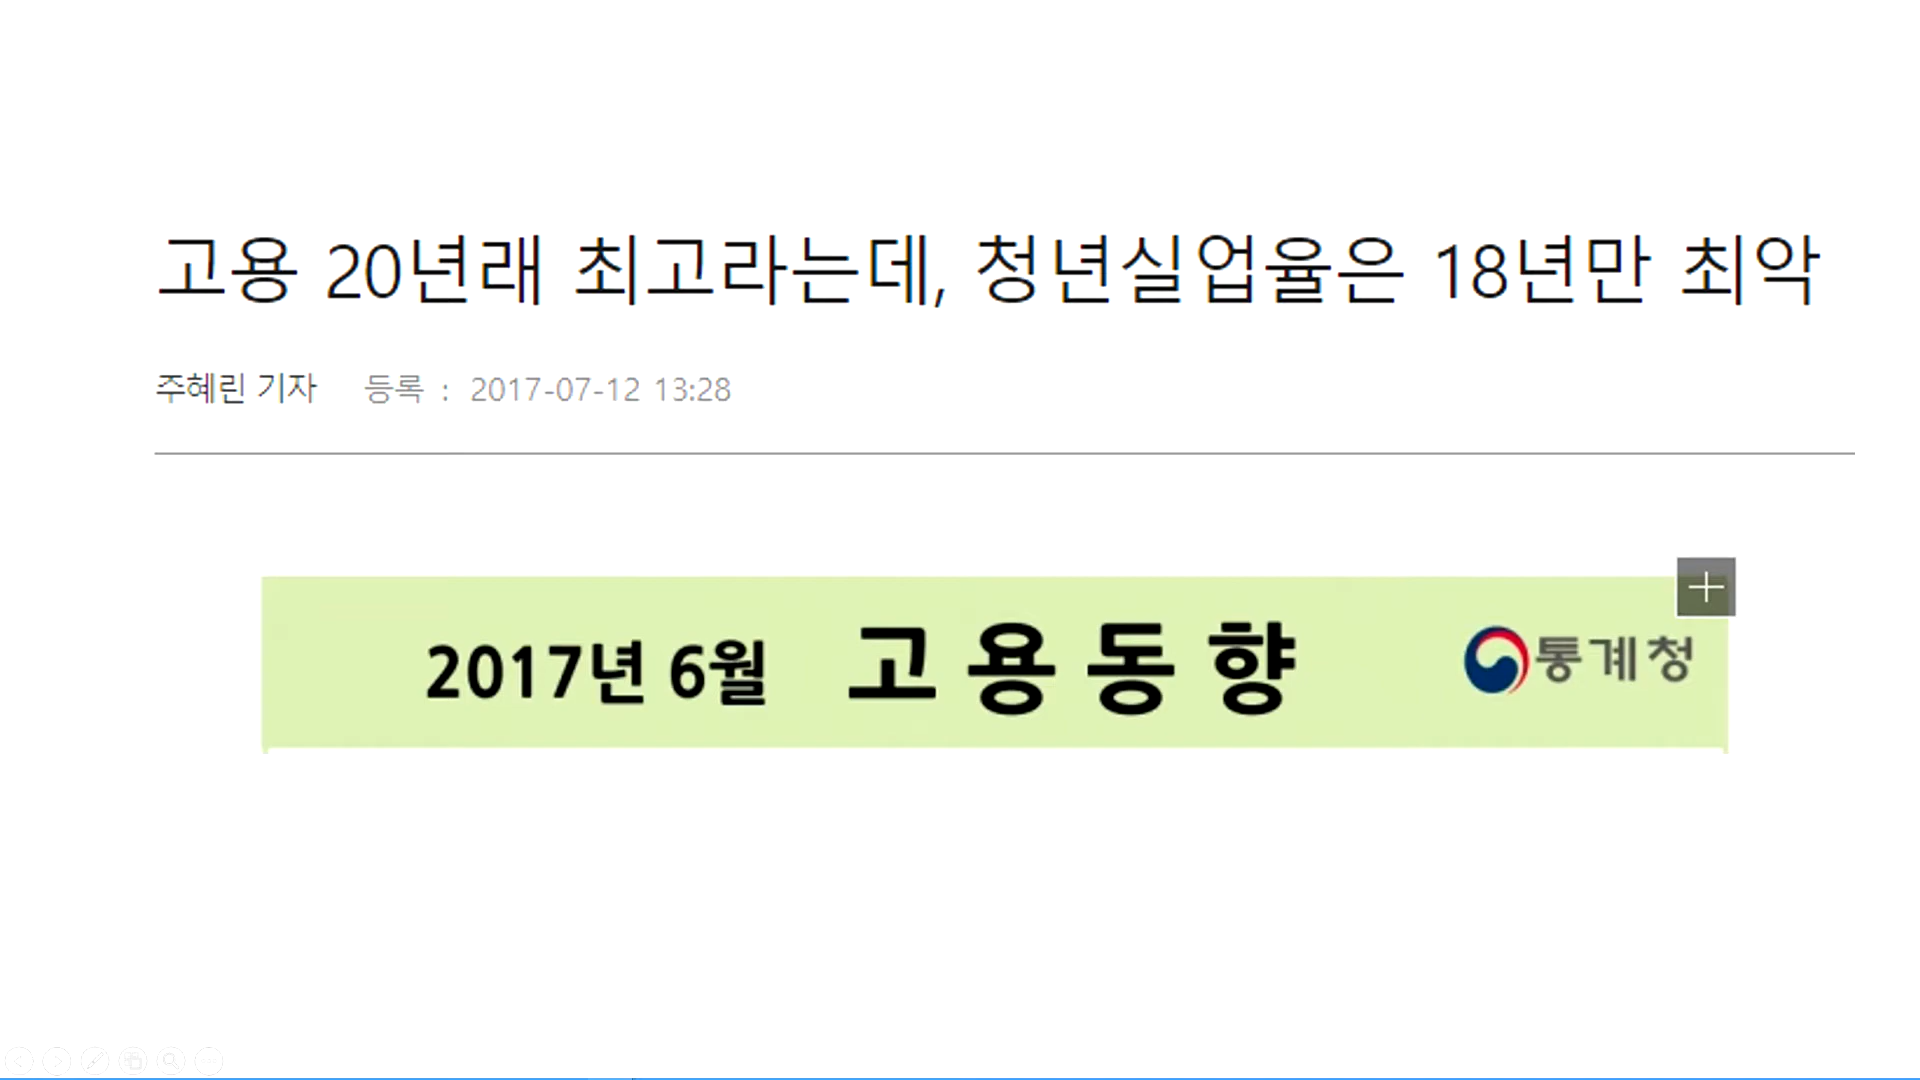 고용 20년래 최고라는데, 청년실업율은 18년만 최악
주혜린 기자 등록 : 2017-07-12 13:28
2017년 6월 고용동향 통계청